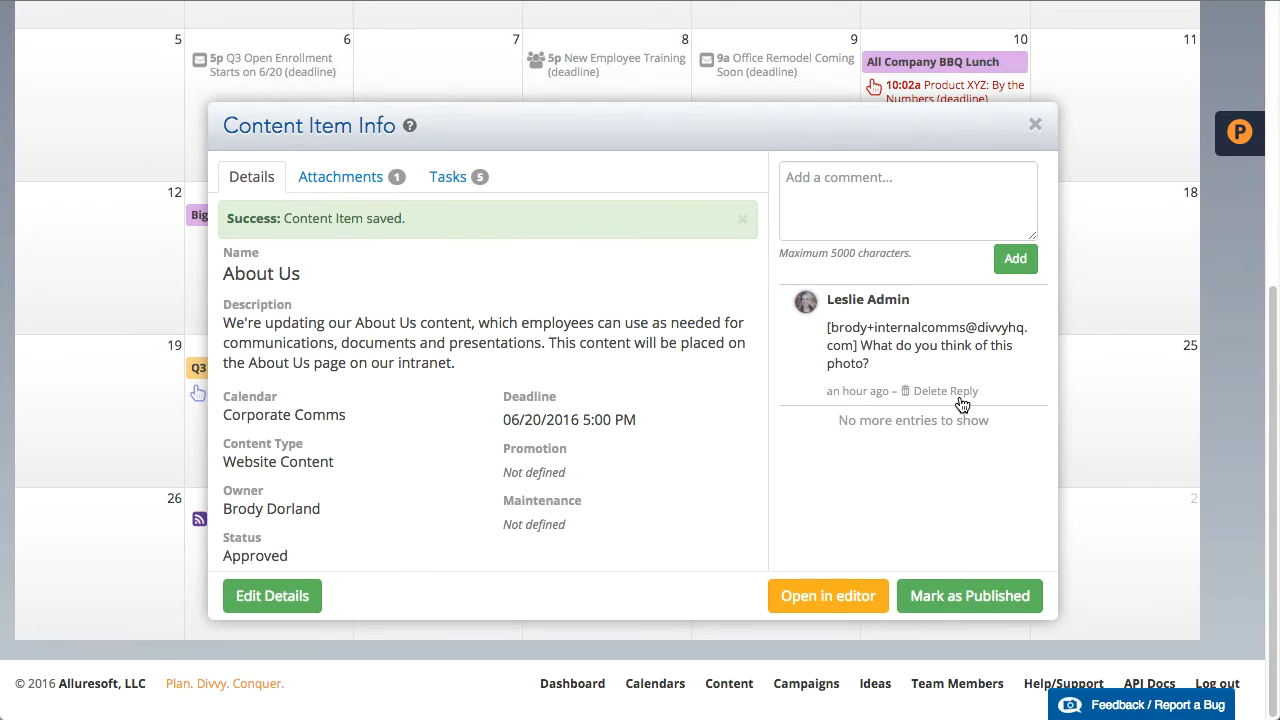 5
6
7
8
9
10
11
5p Q3 Open Enrollment
Starts on 6/20 (deadline)
5p New Employee Training
(deadline)
9a Office Remodel Coming
Soon (deadline)
All Company BBQ Lunch
10:02a Product XYZ: By the
Numbers (deadline)
P
Content Item Info ?
×
Details
Attachments 1
Tasks 5
Success: Content Item saved.
×
Name
About Us
Description
We're updating our About Us content, which employees can use as needed for
communications, documents and presentations. This content will be placed on
the About Us page on our intranet.
Calendar
Corporate Comms
Content Type
Website Content
Owner
Brody Dorland
Status
Approved
Deadline
06/20/2016 5:00 PM
Promotion
Not defined
Maintenance
Not defined
Add a comment...
Maximum 5000 characters.
Add
Leslie Admin
[brody+internalcomms@divvyhq.
com] What do you think of this
photo?
an hour ago – Delete Reply
No more entries to show
Edit Details
Open in editor
Mark as Published
12
Big
18
19
Q3
25
26
2
© 2016 Alluresoft, LLC
Plan. Divvy. Conquer.
Dashboard
Calendars
Content
Campaigns
Ideas
Team Members
Help/Support
API Docs
Log out
Feedback / Report a Bug